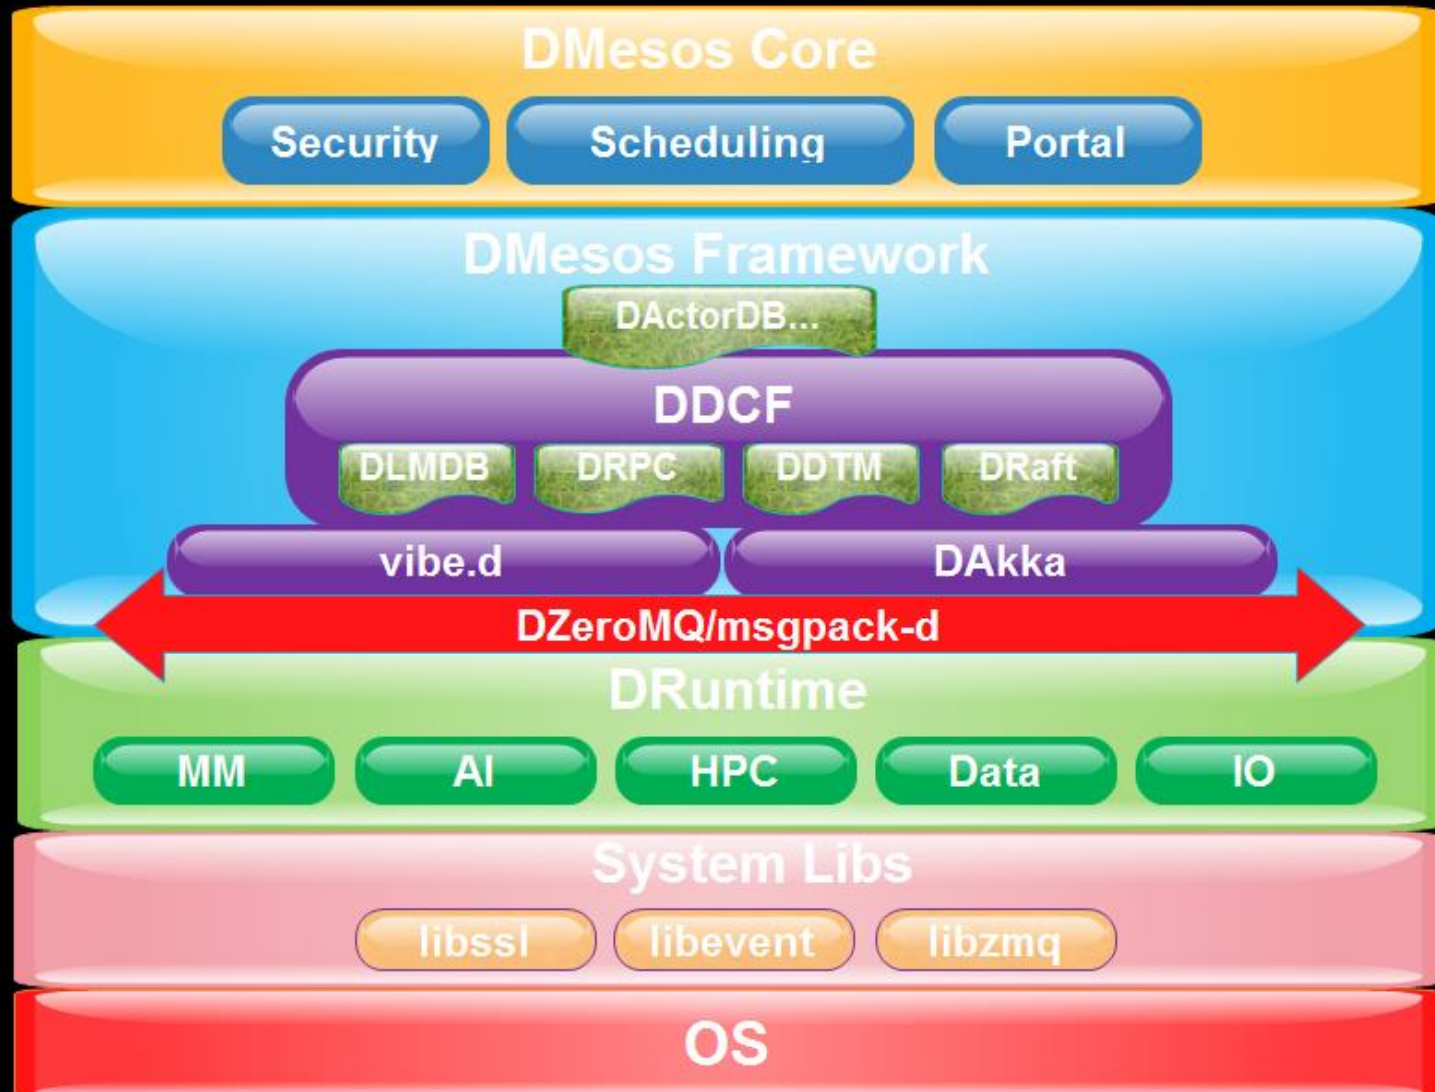 DMesos Core
Security Scheduling Portal
DMesos Framework
DActorDB...
DDCF
DLMDB DRPC DDTM DRaft
vibe.d DAkka
DZeroMQ/msgpack-d
DRuntime
MM AI HPC Data IO
System Libs
libssl libevent libzmq
OS